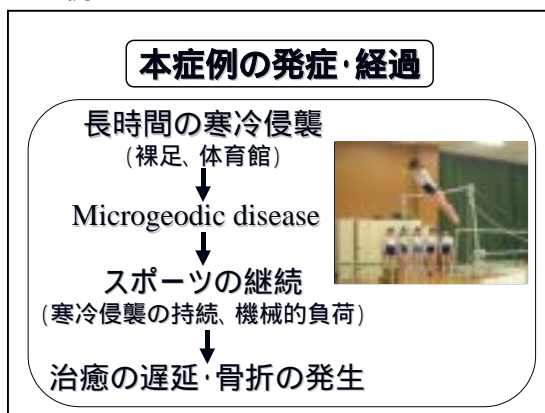 本症例の発症・経過
長時間の寒冷侵襲
(裸足、体育館)
Microgeodic disease
スポーツの継続
(寒冷侵襲の持続、機械的負荷)
治癒の遅延・骨折の発生